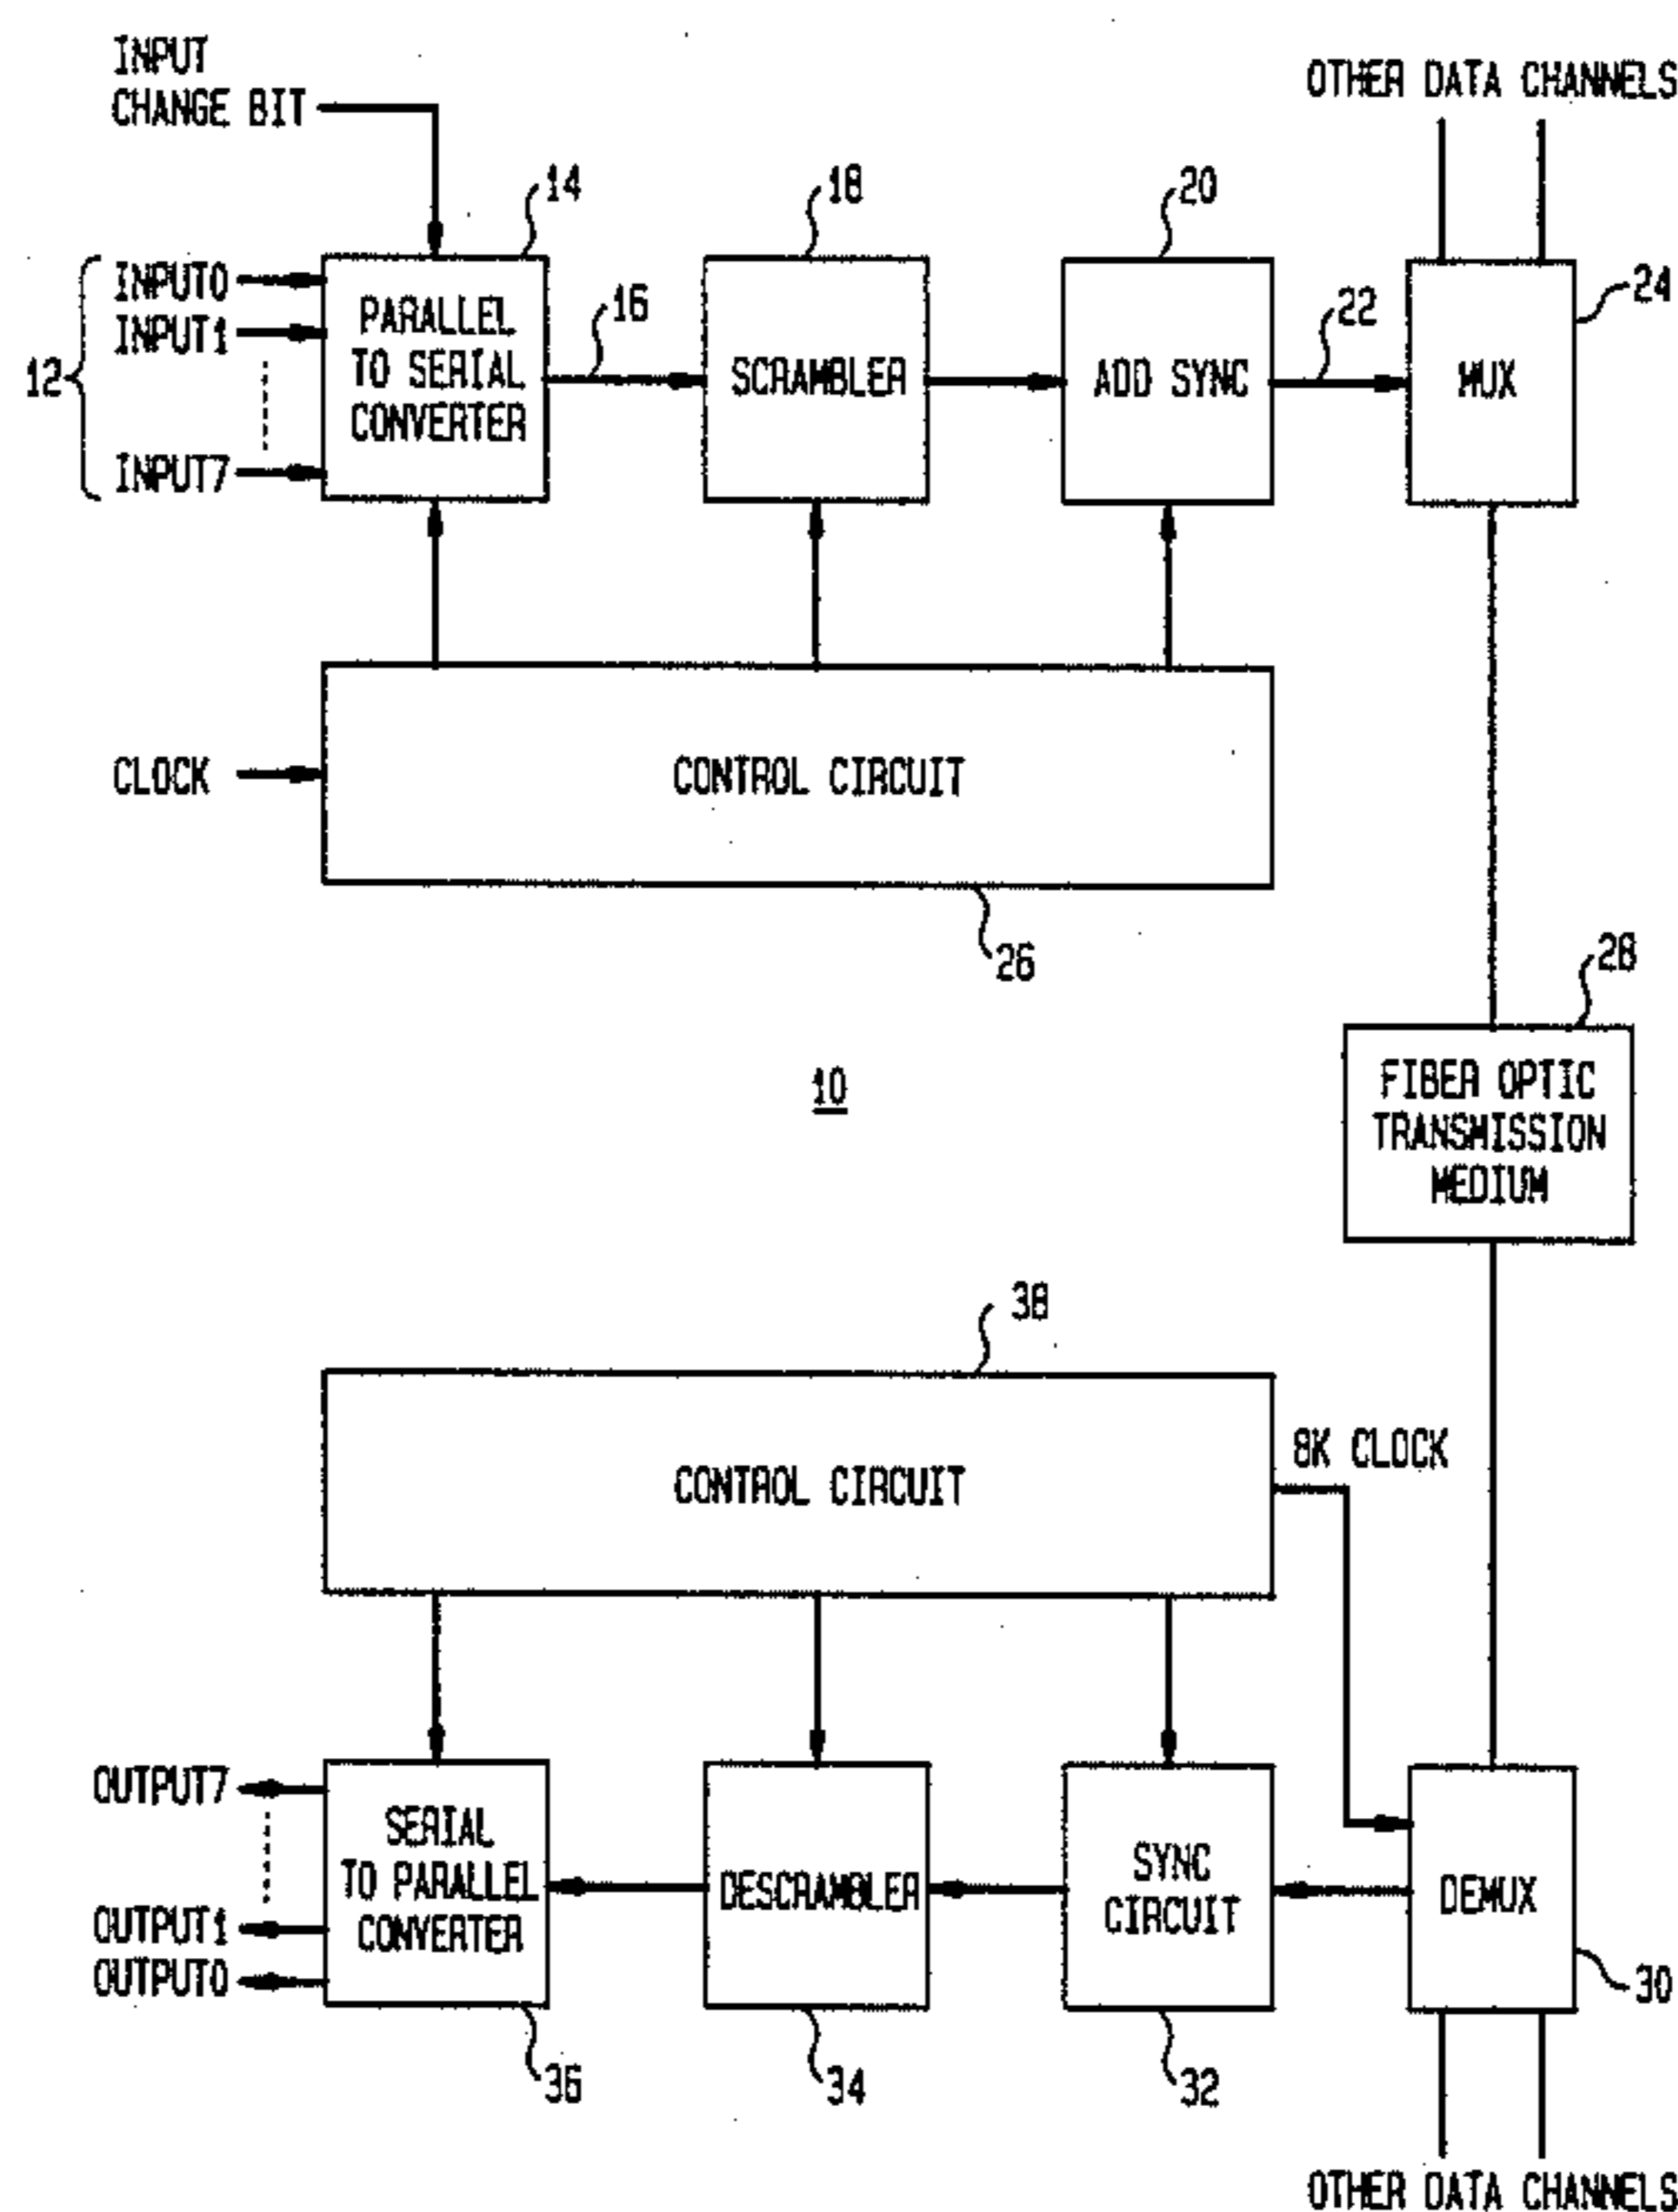 INPUT
CHANGE BIT
OTHER DATA CHANNELS
14
18
20
24
12
INPUT0
INPUT1
INPUT7
PARALLEL
TO SERIAL
CONVERTER
16
SCRAMBLER
ADD SYNC
22
MUX
CLOCK
CONTROL CIRCUIT
26
28
10
FIBER OPTIC
TRANSMISSION
MEDIUM
38
CONTROL CIRCUIT
8K CLOCK
OUTPUT7
OUTPUT1
OUTPUT0
SERIAL
TO PARALLEL
CONVERTER
DESCRAMBLER
SYNC
CIRCUIT
DEMUX
30
36
34
32
OTHER DATA CHANNELS